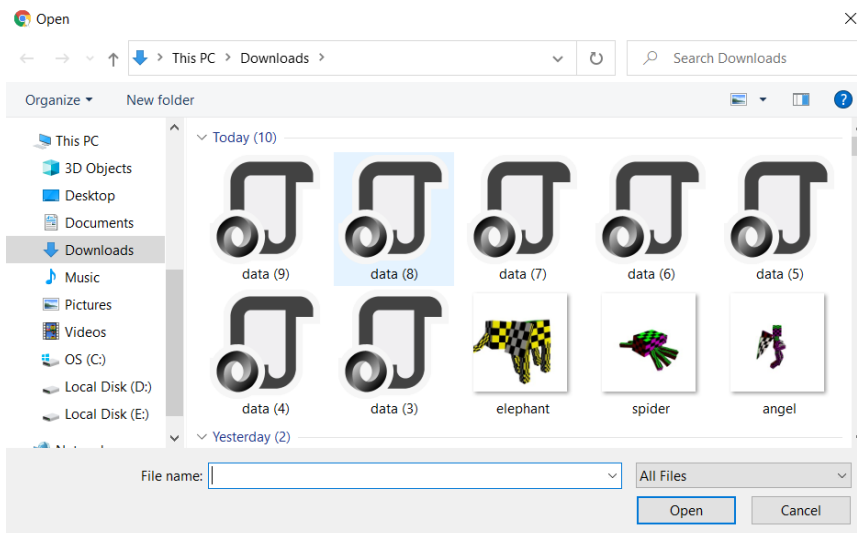 Open
This PC Downloads
Search Downloads
Organize New folder
This PC
3D Objects
Desktop
Documents
Downloads
Music
Pictures
Videos
OS (C:)
Local Disk (D:)
Local Disk (E:)
Today (10)
data (9) data (8) data (7) data (6) data (5)
data (4) data (3) elephant spider angel
Yesterday (2)
File name: All Files
Open Cancel